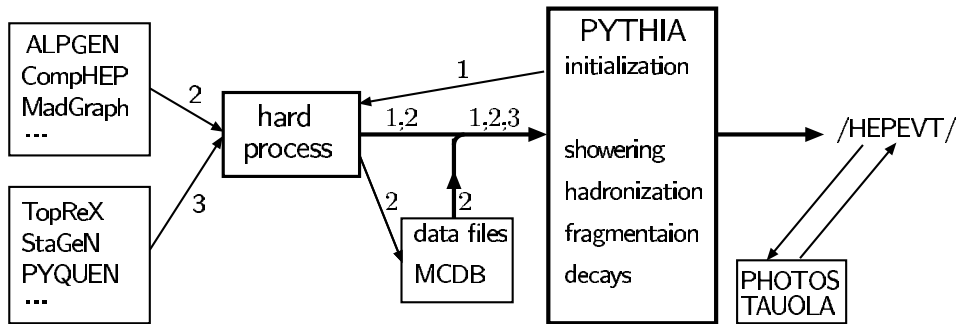 ALPGEN
CompHEP
MadGraph
...
2
TopReX
StaGeN
PYQUEN
...
3
hard
process
1
1,2
1,2,3
2
2
data files
MCDB
PYTHIA
initialization
showering
hadronization
fragmentaion
decays
/HEPEVT/
PHOTOS
TAUOLA